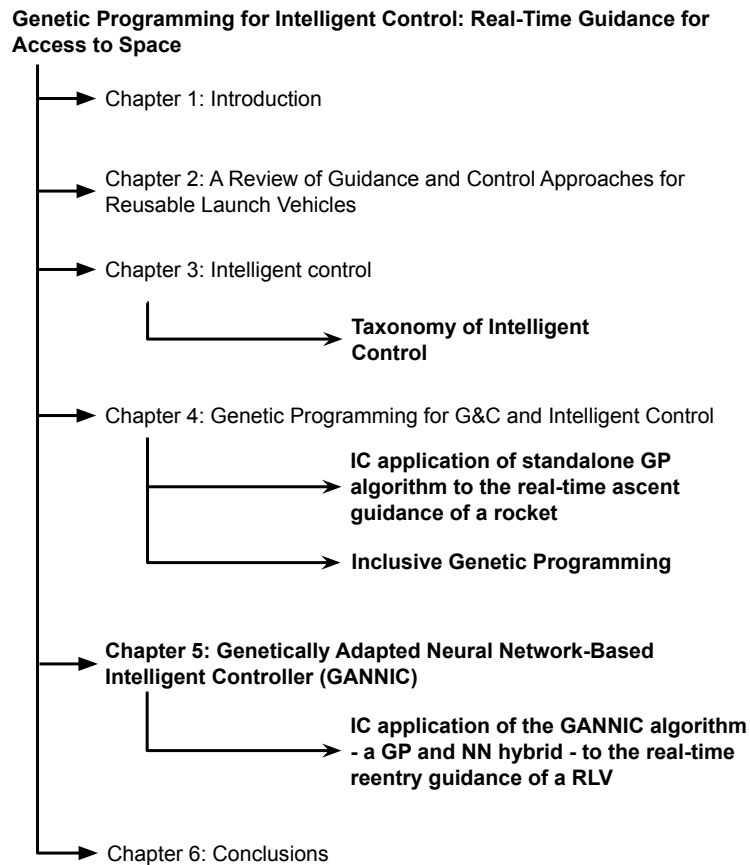 Genetic Programming for Intelligent Control: Real-Time Guidance for
Access to Space
Chapter 1: Introduction
Chapter 2: A Review of Guidance and Control Approaches for
Reusable Launch Vehicles
Chapter 3: Intelligent control
Taxonomy of Intelligent
Control
Chapter 4: Genetic Programming for G&C and Intelligent Control
IC application of standalone GP
algorithm to the real-time ascent
guidance of a rocket
Inclusive Genetic Programming
Chapter 5: Genetically Adapted Neural Network-Based
Intelligent Controller (GANNIC)
IC application of the GANNIC algorithm
- a GP and NN hybrid - to the real-time
reentry guidance of a RLV
Chapter 6: Conclusions